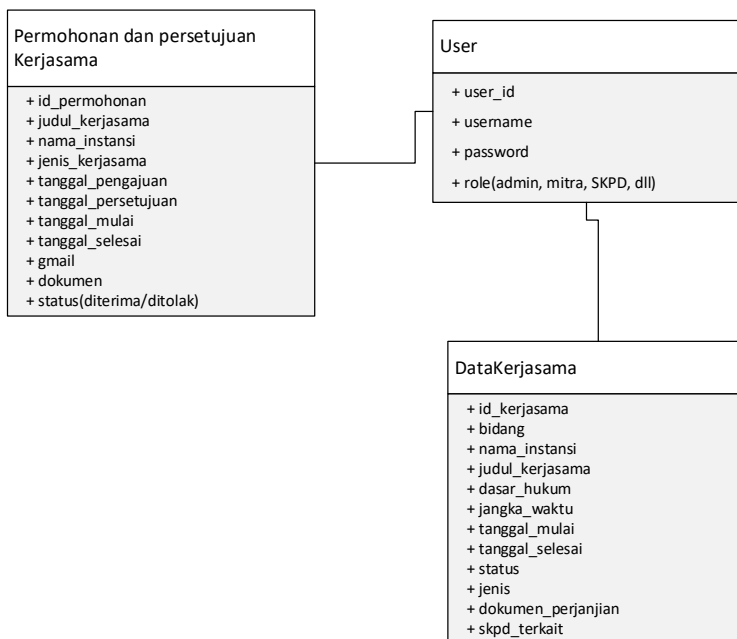 Permohonan dan persetujuan
Kerjasama
+ id_permohonan
+ judul_kerjasama
+ nama_instansi
+ jenis_kerjasama
+ tanggal_pengajuan
+ tanggal_persetujuan
+ tanggal_mulai
+ tanggal_selesai
+ gmail
+ dokumen
+ status(diterima/ditolak)
User
+ user_id
+ username
+ password
+ role(admin, mitra, SKPD, dll)
DataKerjasama
+ id_kerjasama
+ bidang
+ nama_instansi
+ judul_kerjasama
+ dasar_hukum
+ jangka_waktu
+ tanggal_mulai
+ tanggal_selesai
+ status
+ jenis
+ dokumen_perjanjian
+ skpd_terkait